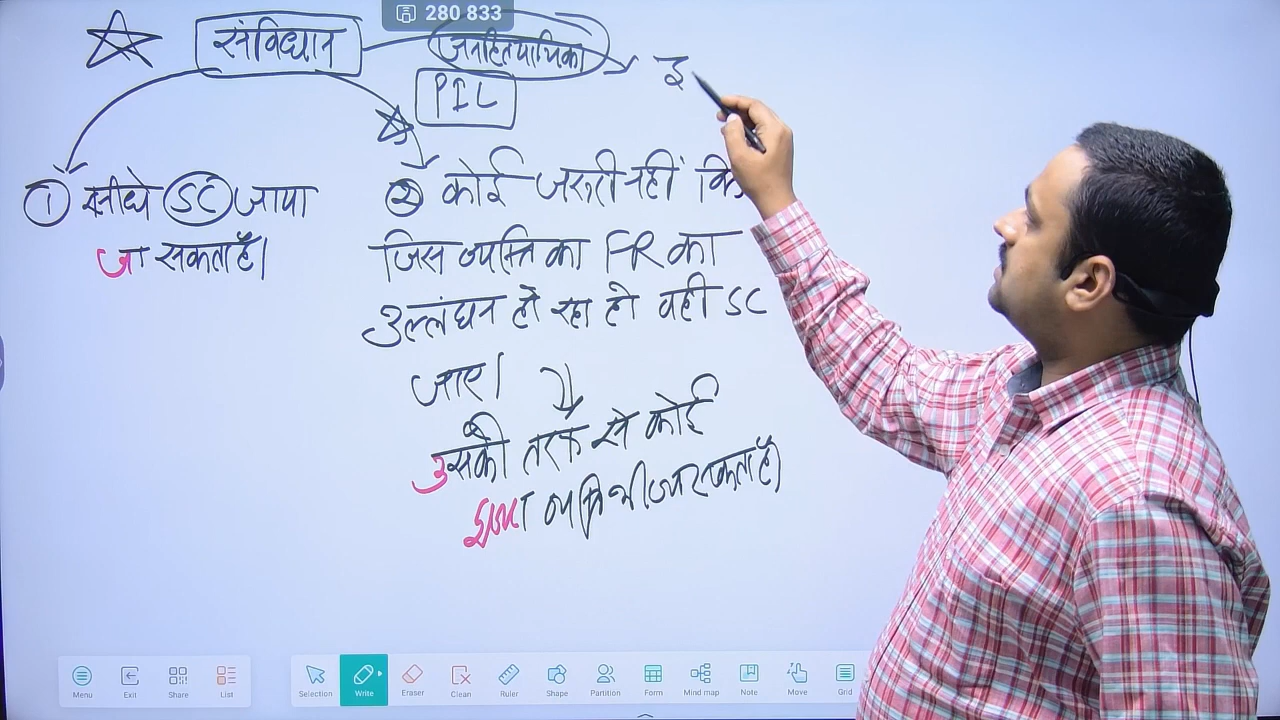 280 833
संविधान
जनहित याचिका
इ
PIL
① सीधे SC जाया
जा सकता है।
② कोई जरूरी नहीं कि
जिस व्यक्ति का FR का
उल्लंघन हो रहा हो वही SC
जाए।
उसकी तरफ से कोई
व्यक्ति भी जा सकता है।
Menu
Exit
Share
List
Selection
Write
Eraser
Clean
Ruler
Shape
Partition
Form
Mind map
Note
Move
Grid